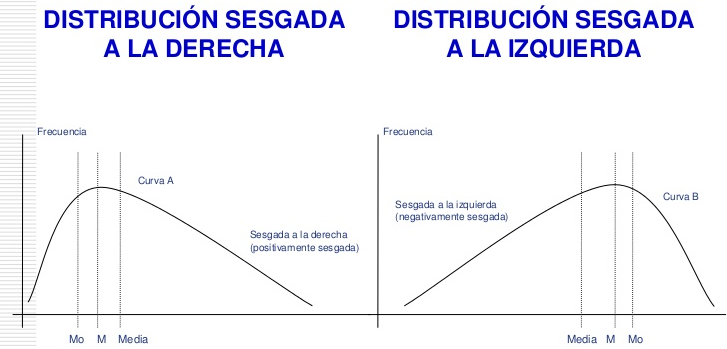 DISTRIBUCIÓN SESGADA
A LA DERECHA
DISTRIBUCIÓN SESGADA
A LA IZQUIERDA
Frecuencia
Curva A
Sesgada a la derecha
(positivamente sesgada)
Mo M Media
Frecuencia
Sesgada a la izquierda
(negativamente sesgada)
Curva B
Media M Mo